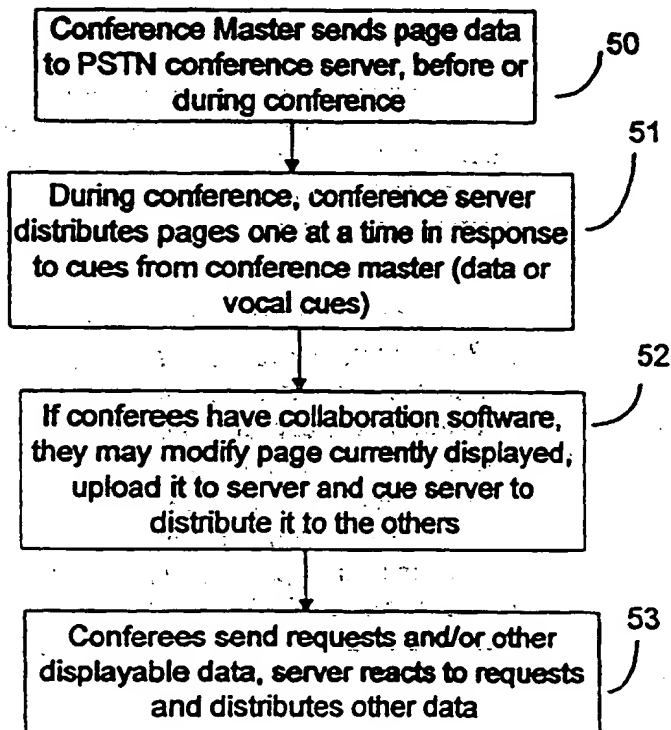 Conference Master sends page data
to PSTN conference server, before or
during conference
50
51
During conference, conference server
distributes pages one at a time in response
to cues from conference master (data or
vocal cues)
52
If conferees have collaboration software,
they may modify page currently displayed,
upload it to server and cue server to
distribute it to the others
53
Conferees send requests and/or other
displayable data, server reacts to requests
and distributes other data